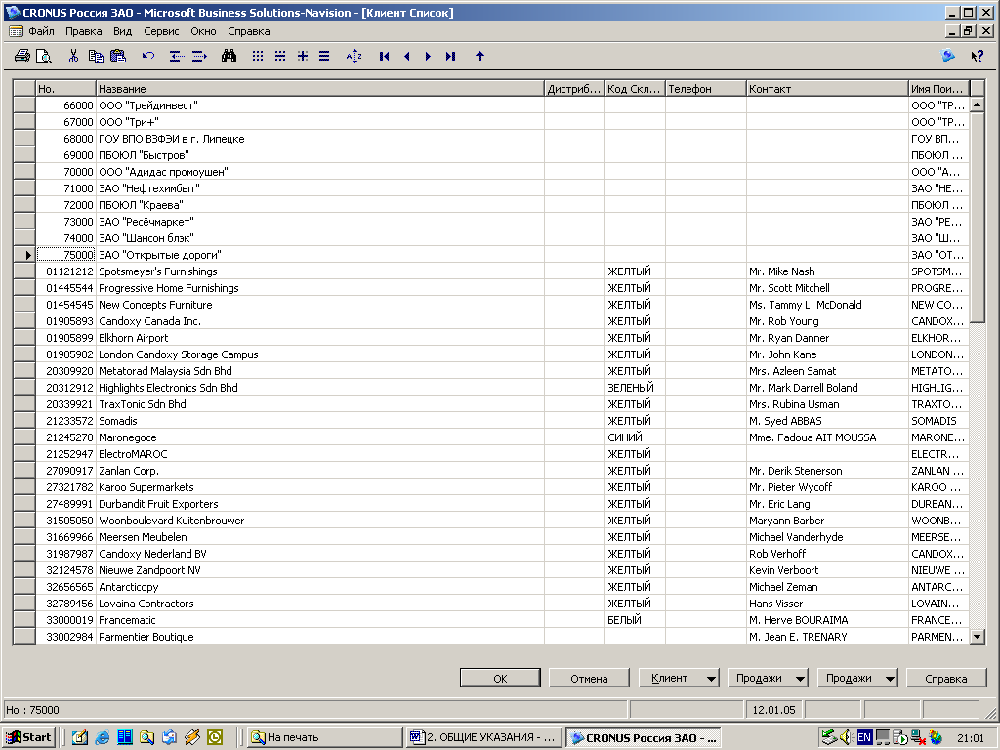 CRONUS Россия ЗАО - Microsoft Business Solutions-Navision - [Клиент Список]
Файл Правка Вид Сервис Окно Справка
Но. Название Дистриб... Код Скл... Телефон Контакт Имя Пои...
66000 ООО "Трейдинвест" ООО "ТР...
67000 ООО "Три+" ООО "ТР...
68000 ГОУ ВПО ВЗФЭИ в г. Липецке ГОУ ВП...
69000 ПБОЮЛ "Быстров" ПБОЮЛ ...
70000 ООО "Адидас промоушен" ООО "А...
71000 ЗАО "Нефтехимбыт" ЗАО "НЕ...
72000 ПБОЮЛ "Краева" ПБОЮЛ ...
73000 ЗАО "Ресёчмаркет" ЗАО "РЕ...
74000 ЗАО "Шансон блэк" ЗАО "Ш...
75000 ЗАО "Открытые дороги" ЗАО "ОТ...
01121212 Spotsmeyer's Furnishings ЖЕЛТЫЙ Mr. Mike Nash SPOTSM...
01445544 Progressive Home Furnishings ЖЕЛТЫЙ Mr. Scott Mitchell PROGRE...
01454545 New Concepts Furniture ЖЕЛТЫЙ Ms. Tammy L. McDonald NEW CO...
01905893 Candoxy Canada Inc. ЖЕЛТЫЙ Mr. Rob Young CANDOX...
01905899 Elkhorn Airport ЖЕЛТЫЙ Mr. Ryan Danner ELKHOR...
01905902 London Candoxy Storage Campus ЖЕЛТЫЙ Mr. John Kane LONDON...
20309920 Metatorad Malaysia Sdn Bhd ЖЕЛТЫЙ Mrs. Azleen Samat METATO...
20312912 Highlights Electronics Sdn Bhd ЗЕЛЕНЫЙ Mr. Mark Darrell Boland HIGHLIG...
20339921 TraxTonic Sdn Bhd ЖЕЛТЫЙ Mrs. Rubina Usman TRAXTO...
21233572 Somadis ЖЕЛТЫЙ M. Syed ABBAS SOMADIS
21245278 Maronegoce СИНИЙ Mme. Fadoua AIT MOUSSA MARONE...
21252947 ElectroMAROC ЖЕЛТЫЙ ELECTR...
27090917 Zanlan Corp. ЖЕЛТЫЙ Mr. Derik Stenerson ZANLAN ...
27321782 Karoo Supermarkets ЖЕЛТЫЙ Mr. Pieter Wycoff KAROO ...
27489991 Durbandit Fruit Exporters ЖЕЛТЫЙ Mr. Eric Lang DURBAN...
31505050 Woonboulevard Kuitenbrouwer ЖЕЛТЫЙ Maryann Barber WOONB...
31669966 Meersen Meubelen ЖЕЛТЫЙ Michael Vanderhyde MEERSE...
31987987 Candoxy Nederland BV ЖЕЛТЫЙ Rob Verhoff CANDOX...
32124578 Nieuwe Zandpoort NV ЖЕЛТЫЙ Kevin Verboort NIEUWE ...
32656565 Antarcticopy ЖЕЛТЫЙ Michael Zeman ANTARC...
32789456 Lovaina Contractors ЖЕЛТЫЙ Hans Visser LOVAIN...
33000019 Francematic БЕЛЫЙ M. Herve BOURAIMA FRANCE...
33002984 Parmentier Boutique M. Jean E. TRENARY PARMEN...
ОК Отмена Клиент Продажи Продажи Справка
Но.: 75000 12.01.05
Start На печать 2. ОБЩИЕ УКАЗАНИЯ - ... CRONUS Россия ЗАО - ... EN 21:01